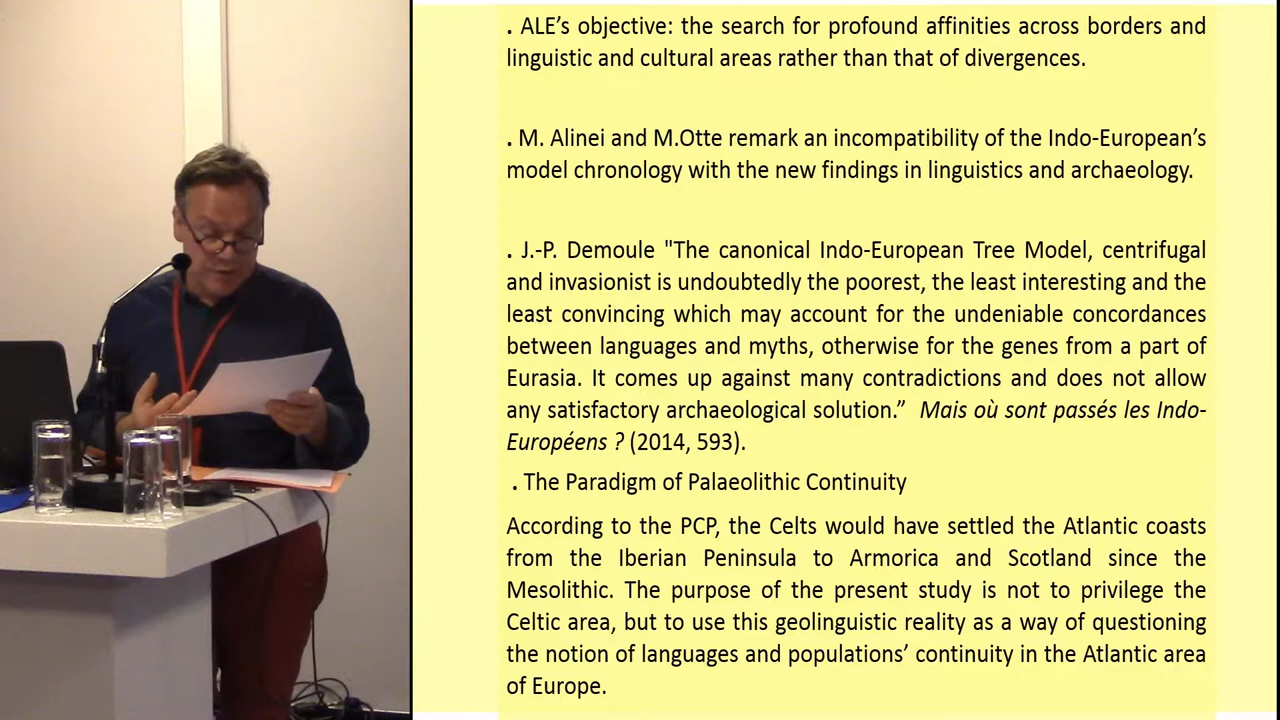 . ALE’s objective: the search for profound affinities across borders and
linguistic and cultural areas rather than that of divergences.
. M. Alinei and M.Otte remark an incompatibility of the Indo-European’s
model chronology with the new findings in linguistics and archaeology.
. J.-P. Demoule "The canonical Indo-European Tree Model, centrifugal
and invasionist is undoubtedly the poorest, the least interesting and the
least convincing which may account for the undeniable concordances
between languages and myths, otherwise for the genes from a part of
Eurasia. It comes up against many contradictions and does not allow
any satisfactory archaeological solution.” Mais où sont passés les Indo-
Européens ? (2014, 593).
. The Paradigm of Palaeolithic Continuity
According to the PCP, the Celts would have settled the Atlantic coasts
from the Iberian Peninsula to Armorica and Scotland since the
Mesolithic. The purpose of the present study is not to privilege the
Celtic area, but to use this geolinguistic reality as a way of questioning
the notion of languages and populations’ continuity in the Atlantic area
of Europe.